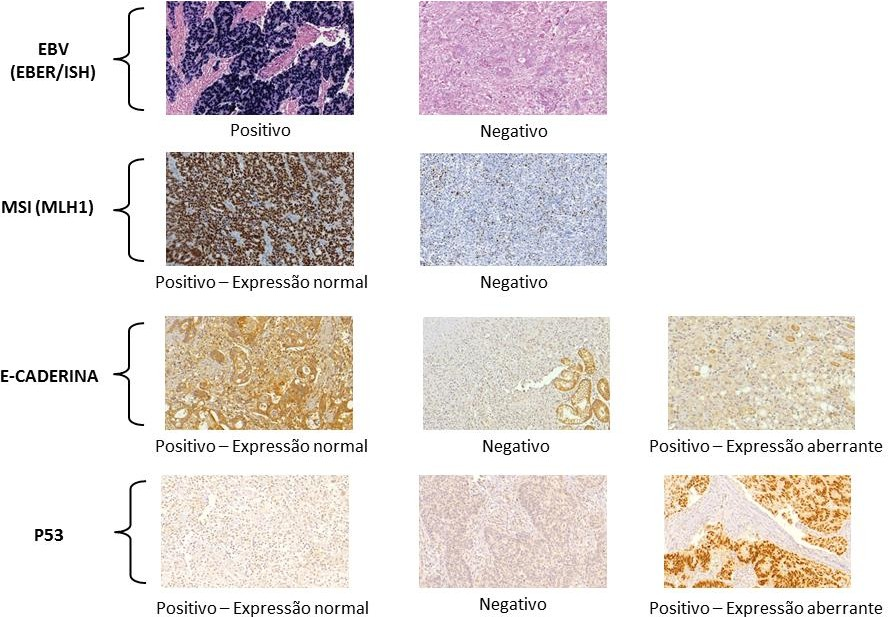 EBV
(EBER/ISH)
Positivo
Negativo
MSI (MLH1)
Positivo – Expressão normal
Negativo
E-CADERINA
Positivo – Expressão normal
Negativo
Positivo – Expressão aberrante
P53
Positivo – Expressão normal
Negativo
Positivo – Expressão aberrante